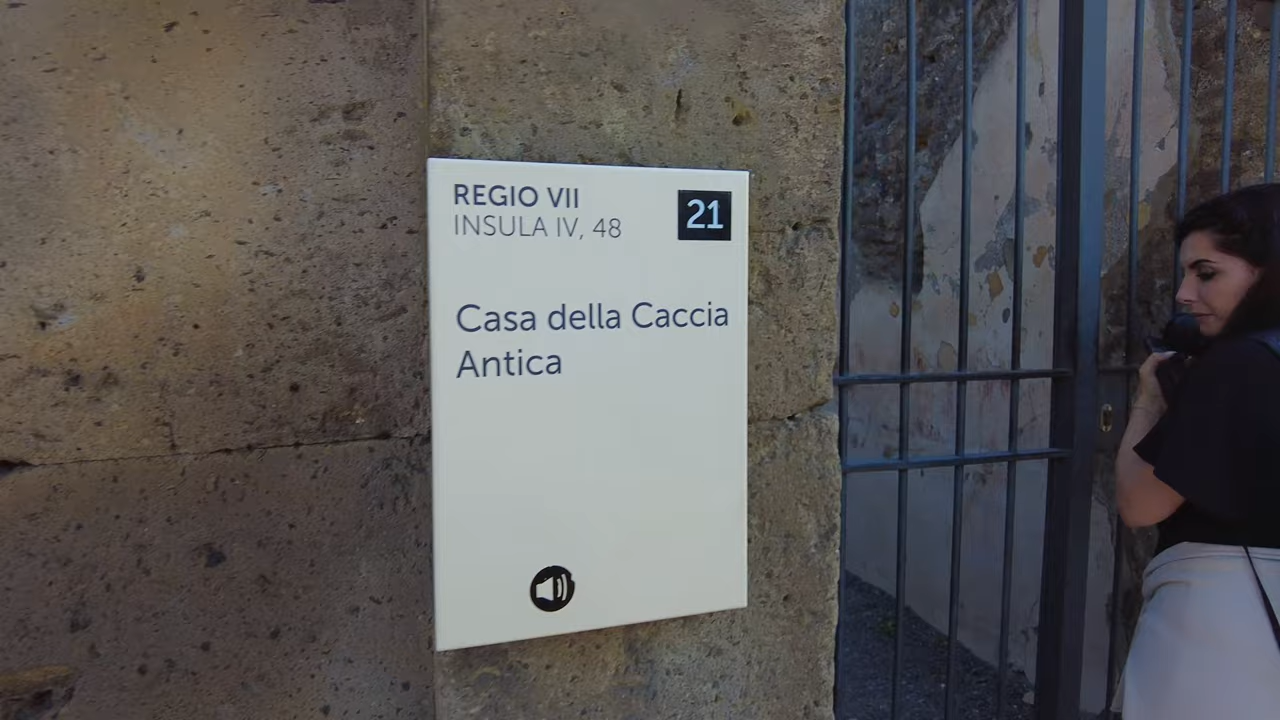 REGIO VII
INSULA IV, 48
21
Casa della Caccia
Antica